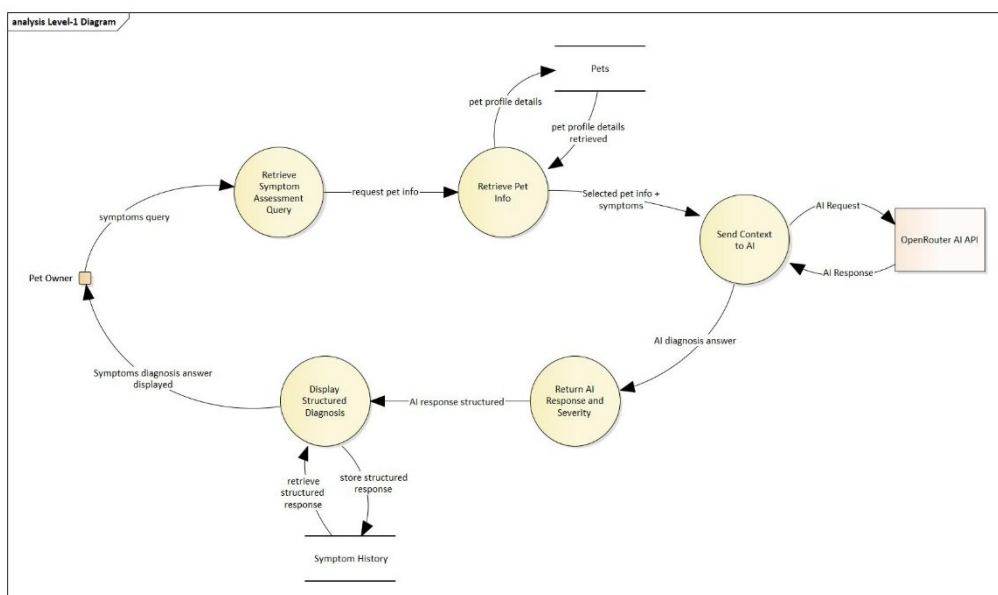 analysis Level-1 Diagram
Pets
pet profile details
pet profile details
retrieved
Retrieve
Symptom
Assessment
Query
request pet info
Retrieve Pet
Info
Selected pet info +
symptoms
symptoms query
Send Context
to AI
AI Request
OpenRouter AI API
AI Response
Pet Owner
AI diagnosis answer
Symptoms diagnosis answer
displayed
Display
Structured
Diagnosis
AI response structured
Return AI
Response and
Severity
retrieve
structured
response
store structured
response
Symptom History